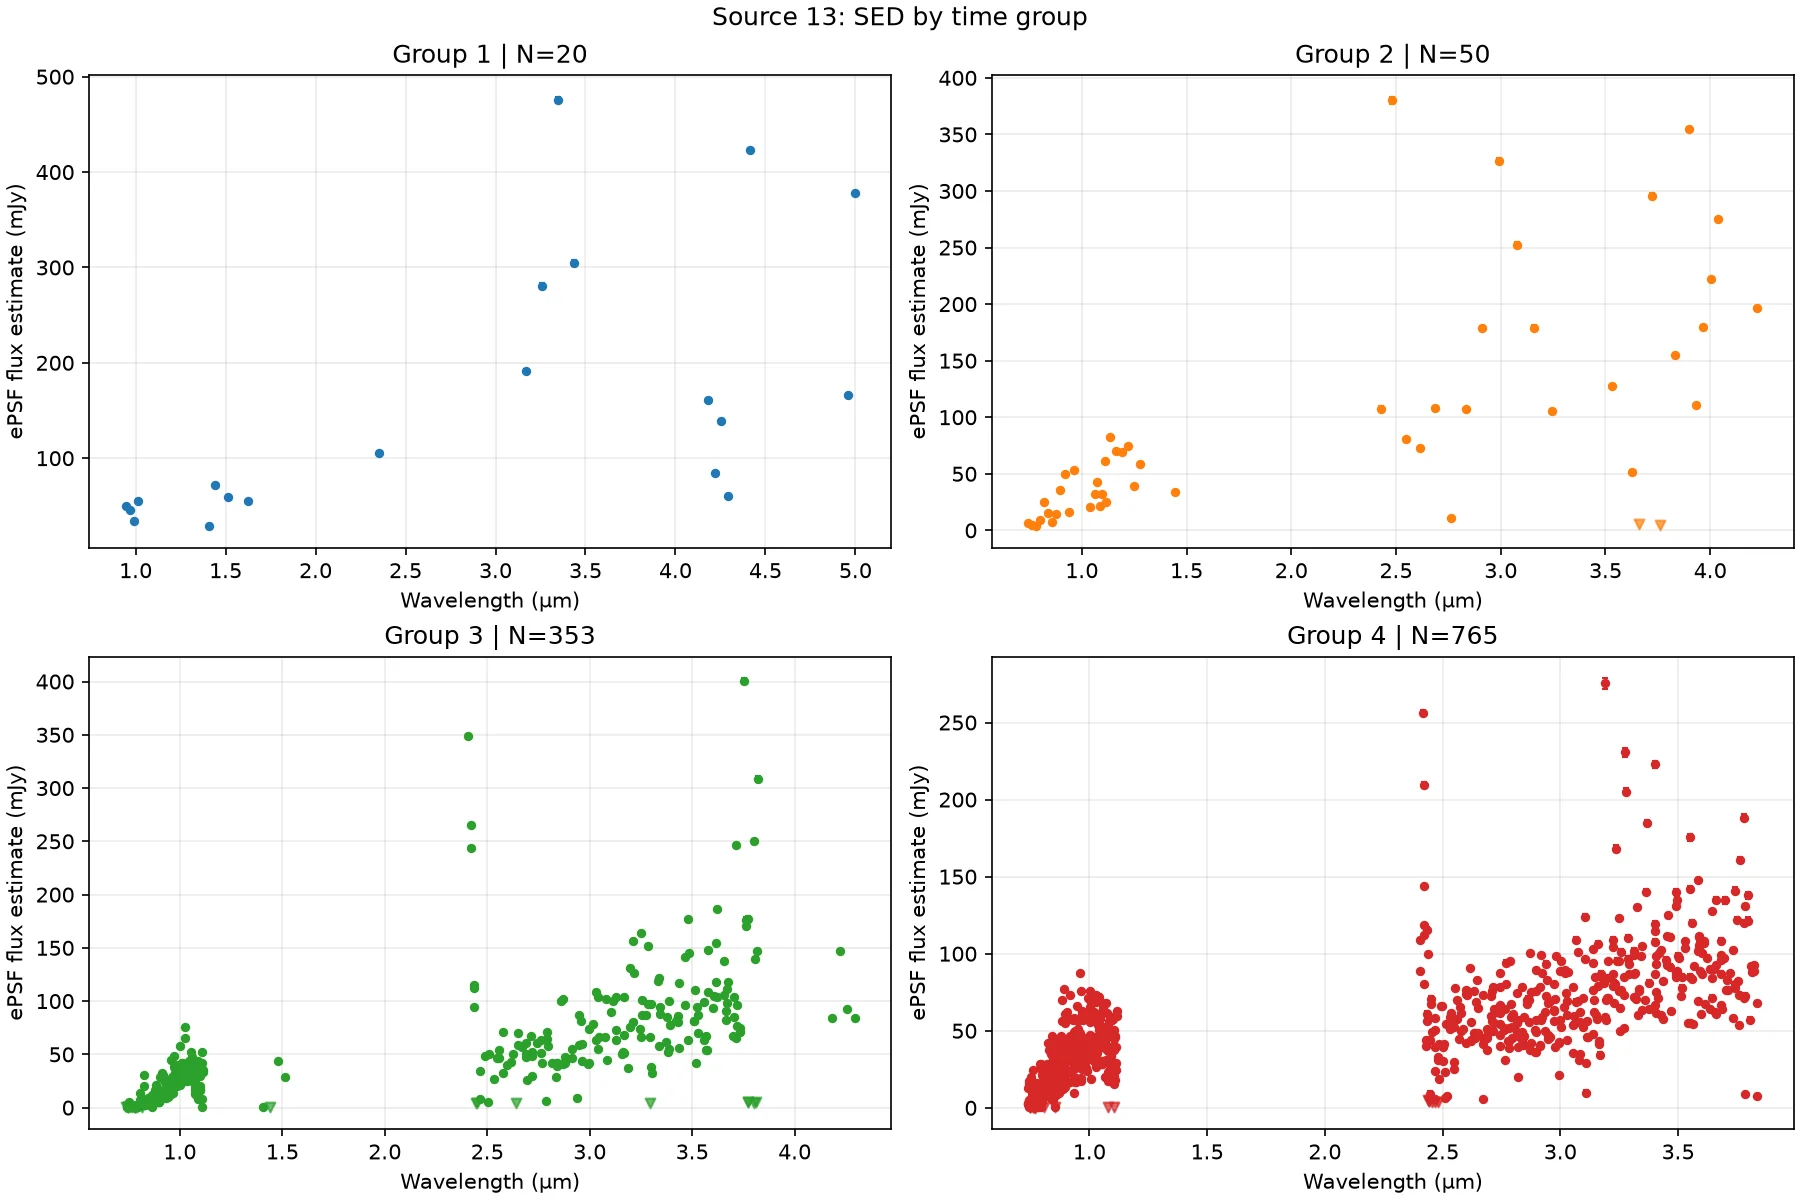 Source 13: SED by time group
Group 1 | N=20
ePSF flux estimate (mJy)
500
400
300
200
100
1.0 1.5 2.0 2.5 3.0 3.5 4.0 4.5 5.0
Wavelength (µm)
Group 2 | N=50
ePSF flux estimate (mJy)
400
350
300
250
200
150
100
50
0
1.0 1.5 2.0 2.5 3.0 3.5 4.0
Wavelength (µm)
Group 3 | N=353
ePSF flux estimate (mJy)
400
350
300
250
200
150
100
50
0
1.0 1.5 2.0 2.5 3.0 3.5 4.0
Wavelength (µm)
Group 4 | N=765
ePSF flux estimate (mJy)
250
200
150
100
50
0
1.0 1.5 2.0 2.5 3.0 3.5
Wavelength (µm)